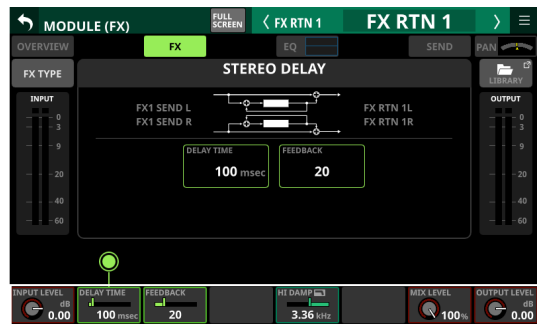 MODULE (FX)
FULL SCREEN
FX RTN 1
FX RTN 1
OVERVIEW
FX
EQ
SEND
PAN
FX TYPE
STEREO DELAY
LIBRARY
INPUT
OUTPUT
FX1 SEND L
FX RTN 1L
FX1 SEND R
FX RTN 1R
0
3
9
20
40
60
0
3
9
20
40
60
DELAY TIME
FEEDBACK
100 msec
20
INPUT LEVEL
DELAY TIME
FEEDBACK
HI DAMP
MIX LEVEL
OUTPUT LEVEL
dB
dB
0.00
100 msec
20
3.36 kHz
100%
0.00